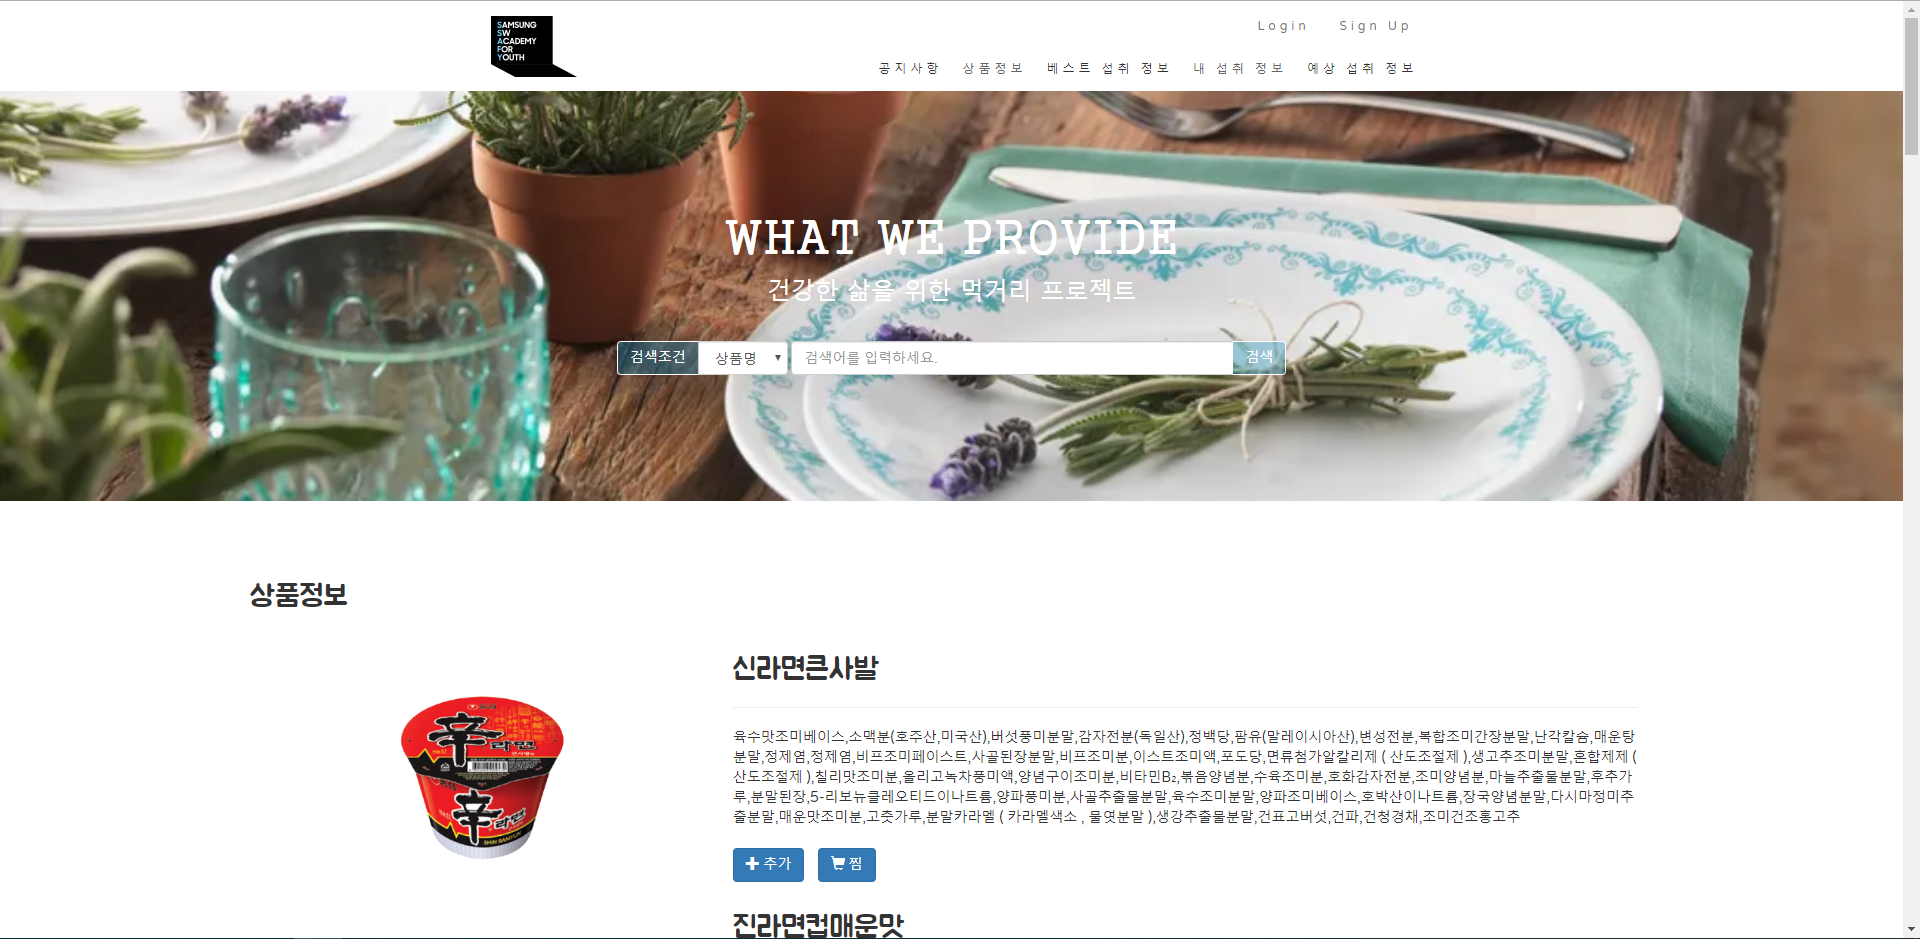 SAMSUNG
SW
ACADEMY
FOR
YOUTH
Login Sign Up
공지사항 상품정보 베스트 섭취 정보 내 섭취 정보 예상 섭취 정보
WHAT WE PROVIDE
건강한 삶을 위한 먹거리 프로젝트
검색조건 상품명 검색어를 입력하세요. 검색
상품정보
신라면큰사발
육수맛조미베이스,소맥분(호주산,미국산),버섯풍미분말,감자전분(독일산),정백당,팜유(말레이시아산),변성전분,복합조미간장분말,난각칼슘,매운탕
분말,정제염,정제염,비프조미페이스트,사골된장분말,비프조미분,이스트조미액,포도당,면류첨가알칼리제 ( 산도조절제 ),생고추조미분말,혼합제제 (
산도조절제 ),칠리맛조미분,올리고녹차풍미액,양념구이조미분,비타민B₂,볶음양념분,수육조미분,호화감자전분,조미양념분,마늘추출물분말,후추가
루,분말된장,5-리보뉴클레오티드이나트륨,양파풍미분,사골추출물분말,육수조미분말,양파조미베이스,호박산이나트륨,장국양념분말,다시마정미추
출분말,매운맛조미분,고춧가루,분말카라멜 ( 카라멜색소 , 물엿분말 ),생강추출물분말,건표고버섯,건파,건청경채,조미건조홍고추
辛
라면
辛
라면
SHIN RAMYUN
추가 찜
진라면컵매운맛